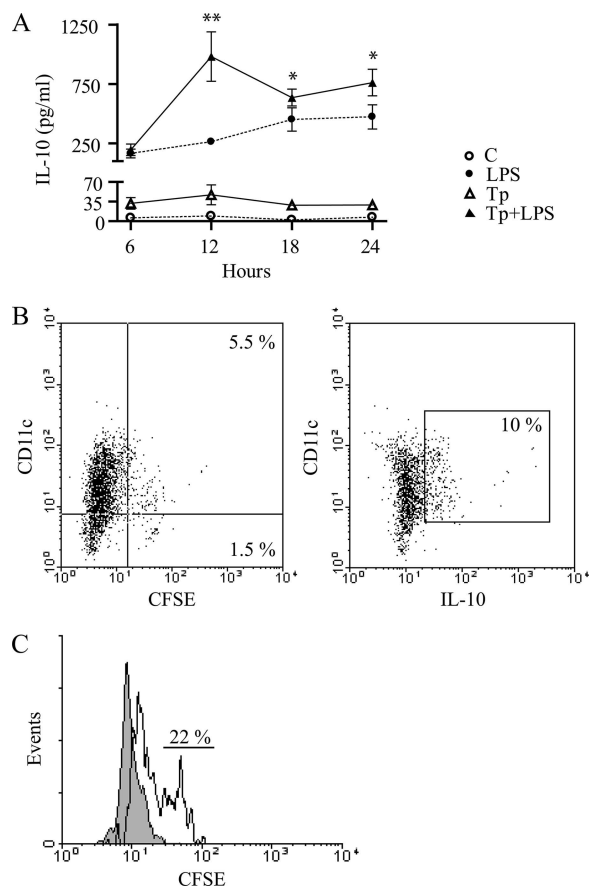 A
IL-10 (pg/ml)
1250
750
250
70
35
0
**
*
*
6 12 18 24
Hours
C
LPS
Tp
Tp+LPS
B
CD11c
10⁴
10³
10²
10¹
10⁰
5.5 %
1.5 %
10⁰ 10¹ 10² 10³ 10⁴
CFSE
CD11c
10⁴
10³
10²
10¹
10⁰
10 %
10⁰ 10¹ 10² 10³ 10⁴
IL-10
C
Events
0
22 %
10⁰ 10¹ 10² 10³ 10⁴
CFSE